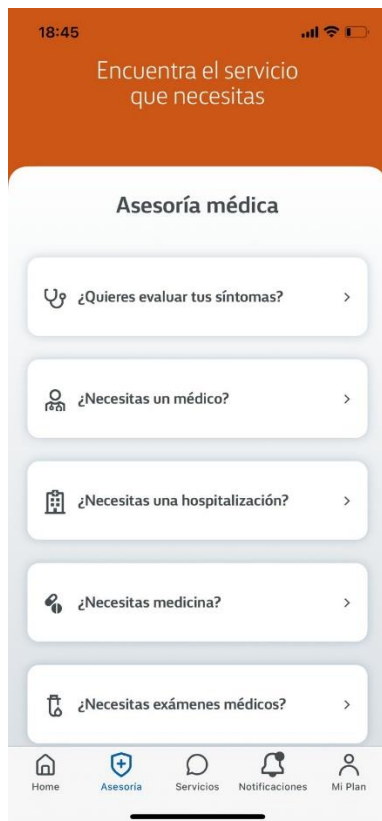 18:45
Encuentra el servicio
que necesitas
Asesoría médica
¿Quieres evaluar tus síntomas?
¿Necesitas un médico?
¿Necesitas una hospitalización?
¿Necesitas medicina?
¿Necesitas exámenes médicos?
Home Asesoría Servicios Notificaciones Mi Plan